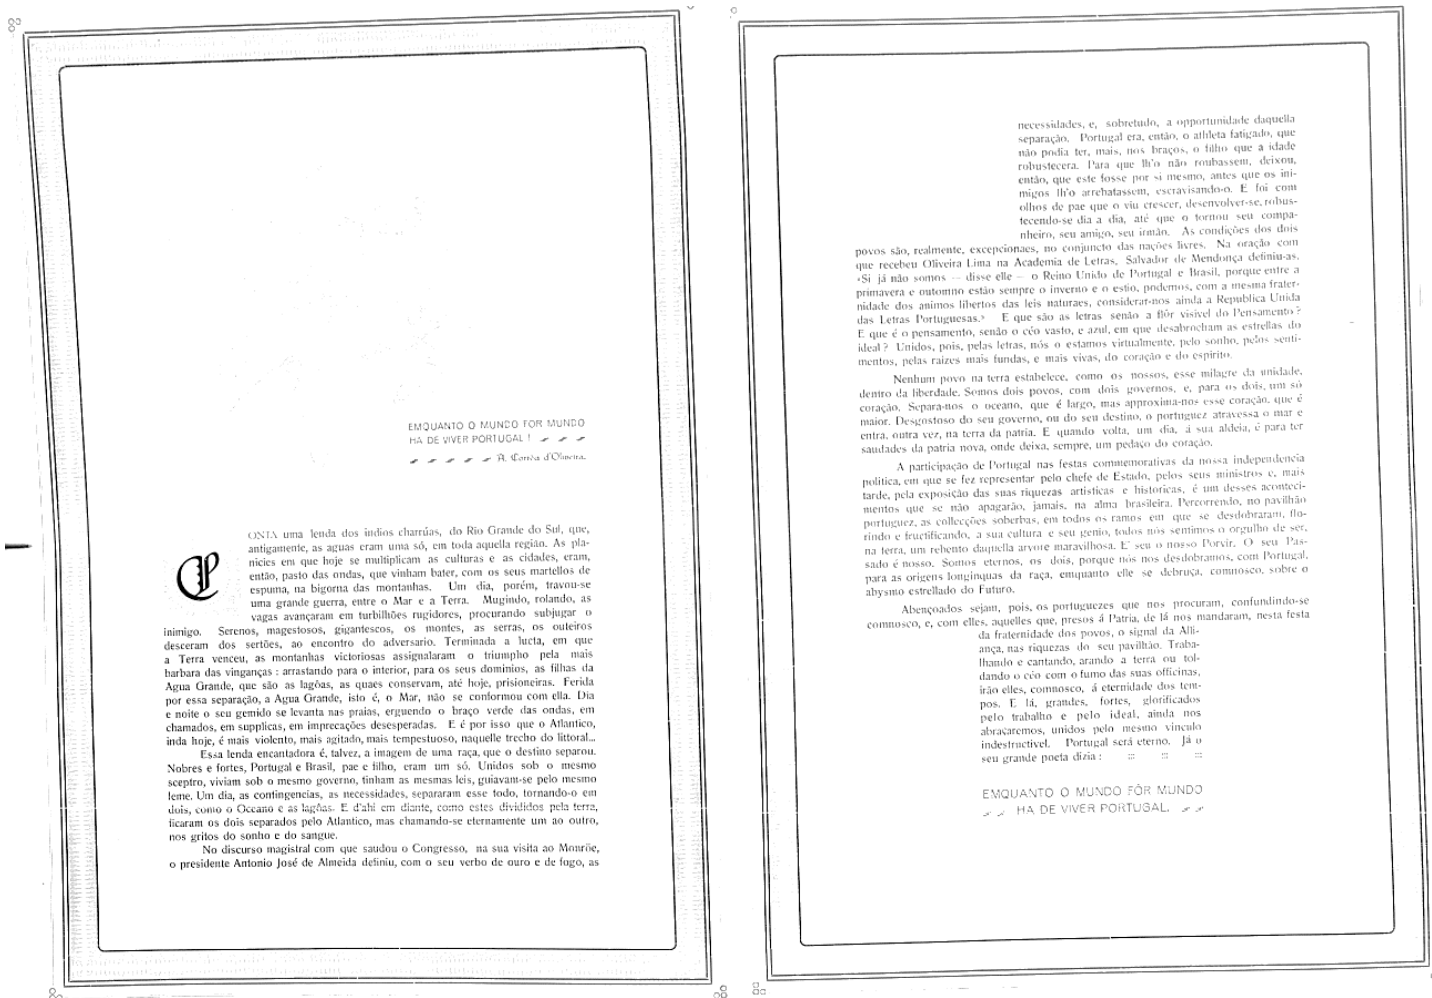 EMQUANTO O MUNDO FOR MUNDO
HA DE VIVER PORTUGAL !
A. Corrêa d'Oliveira.
CONTA uma lenda dos indios charrúas, do Rio Grande do Sul, que,
antigamente, as aguas eram uma só, em toda aquella região. As pla-
nicies em que hoje se multiplicam as culturas e as cidades, eram,
então, pasto das ondas, que vinham bater, com os seus martellos de
espuma, na bigorna das montanhas. Um dia, porém, travou-se
uma grande guerra, entre o Mar e a Terra. Mugindo, rolando, as
vagas avançaram em turbilhões rugidores, procurando subjugar o
inimigo. Serenos, magestosos, gigantescos, os montes, as serras, os outeiros
desceram dos sertões, ao encontro do adversario. Terminada a lucta, em que
a Terra venceu, as montanhas victoriosas assignalaram o triumpho pela mais
barbara das vinganças : arrastando para o interior, para os seus dominios, as filhas da
Agua Grande, que são as lagôas, as quaes conservam, até hoje, prisioneiras. Ferida
por essa separação, a Agua Grande, isto é, o Mar, não se conformou com ella. Dia
e noite o seu gemido se levanta nas praias, erguendo o braço verde das ondas, em
chamados, em supplicas, em imprecações desesperadas. E é por isso que o Atlantico,
inda hoje, é mais violento, mais agitado, mais tempestuoso, naquelle trecho do littoral...
Essa lenda encantadora é, talvez, a imagem de uma raça, que o destino separou.
Nobres e fortes, Portugal e Brasil, pae e filho, eram um só. Unidos sob o mesmo
sceptro, viviam sob o mesmo governo, tinham as mesmas leis, guiavam-se pelo mesmo
leme. Um dia, as contingencias, as necessidades, separaram esse todo, tornando-o em
dois, como o Oceano e as lagôas. E d'ahi em diante, como estes divididos pela terra,
ficaram os dois separados pelo Atlantico, mas chamando-se eternamente um ao outro,
nos gritos do sonho e do sangue.
No discurso magistral com que saudou o Congresso, na sua visita ao Monrõe,
o presidente Antonio José de Almeida definiu, com o seu verbo de ouro e de fogo, as
necessidades, e, sobretudo, a opportunidade daquella
separação. Portugal era, então, o athleta fatigado, que
não podia ter, mais, nos braços, o filho que a idade
robustecera. Para que lh'o não roubassem, deixou,
então, que este fosse por si mesmo, antes que os ini-
migos lh'o arrebatassem, escravisando-o. E foi com
olhos de pae que o viu crescer, desenvolver-se, robus-
tecendo-se dia a dia, até que o tornou seu compa-
nheiro, seu amigo, seu irmão. As condições dos dois
povos são, realmente, excepcionaes, no conjuncto das nações livres. Na oração com
que recebeu Oliveira Lima na Academia de Letras, Salvador de Mendonça definiu-as.
«Si já não somos — disse elle — o Reino Unido de Portugal e Brasil, porque entre a
primavera e outomno estão sempre o inverno e o estio, podemos, com a mesma frater-
nidade dos animos libertos das leis naturaes, considerar-nos ainda a Republica Unida
das Letras Portuguesas.» E que são as letras senão a flôr visivel do Pensamento ?
E que é o pensamento, senão o céo vasto, e azul, em que desabrocham as estrellas do
ideal ? Unidos, pois, pelas letras, nós o estamos virtualmente, pelo sonho, pelos senti-
mentos, pelas raizes mais fundas, e mais vivas, do coração e do espirito.
Nenhum povo na terra estabelece, como os nossos, esse milagre da unidade,
dentro da liberdade. Somos dois povos, com dois governos, e, para os dois, um só
coração. Separa-nos o oceano, que é largo, mas approxima-nos esse coração, que é
maior. Desgostoso do seu governo, ou do seu destino, o portuguez atravessa o mar e
entra, outra vez, na terra da patria. E quando volta, um dia, á sua aldeia, é para ter
saudades da patria nova, onde deixa, sempre, um pedaço do coração.
A participação de Portugal nas festas commemorativas da nossa independencia
politica, em que se fez representar pelo chefe de Estado, pelos seus ministros e, mais
tarde, pela exposição das suas riquezas artisticas e historicas, é um desses aconteci-
mentos que se não apagarão, jamais, na alma brasileira. Percorrendo, no pavilhão
portuguez, as collecções soberbas, em todos os ramos em que se desdobraram, flo-
rindo e fructificando, a sua cultura e seu genio, todos nós sentimos o orgulho de ser,
na terra, um rebento daquella arvore maravilhosa. E' seu o nosso Porvir. O seu Pas-
sado é nosso. Somos eternos, os dois, porque nós nos desdobramos, com Portugal,
para as origens longinquas da raça, emquanto elle se debruça, comnosco, sobre o
abysmo estrellado do Futuro.
Abençoados sejam, pois, os portuguezes que nos procuram, confundindo-se
comnosco, e, com elles, aquelles que, presos á Patria, de lá nos mandaram, nesta festa
da fraternidade dos povos, o signal da Alli-
ança, nas riquezas do seu pavilhão. Traba-
lhando e cantando, arando a terra ou tol-
dando o céo com o fumo das suas officinas,
irão elles, comnosco, á eternidade dos tem-
pos. E lá, grandes, fortes, glorificados
pelo trabalho e pelo ideal, ainda nos
abraçaremos, unidos pelo mesmo vinculo
indestructivel. Portugal será eterno. Já o
seu grande poeta dizia :
EMQUANTO O MUNDO FÔR MUNDO
HA DE VIVER PORTUGAL.